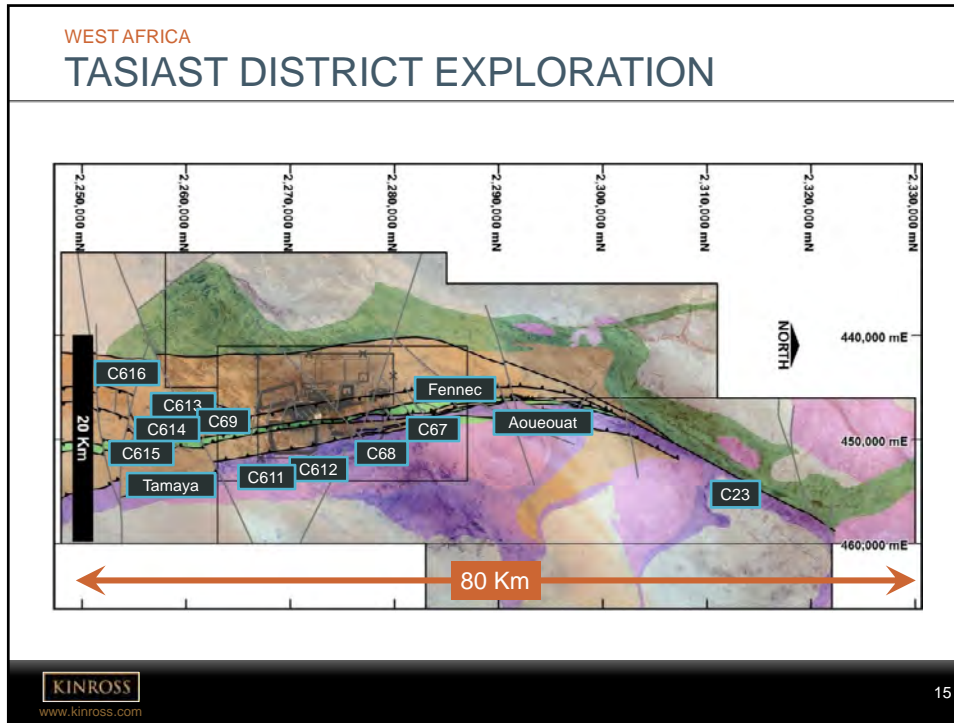 WEST AFRICA
TASIAST DISTRICT EXPLORATION
2,250,000 mN
2,260,000 mN
2,270,000 mN
2,280,000 mN
2,290,000 mN
2,300,000 mN
2,310,000 mN
2,320,000 mN
2,330,000 mN
NORTH
440,000 mE
450,000 mE
460,000 mE
20 Km
C616
C613
C69
C614
C615
Tamaya
C611
C612
C68
C67
Fennec
Aoueouat
C23
80 Km
KINROSS
www.kinross.com
15